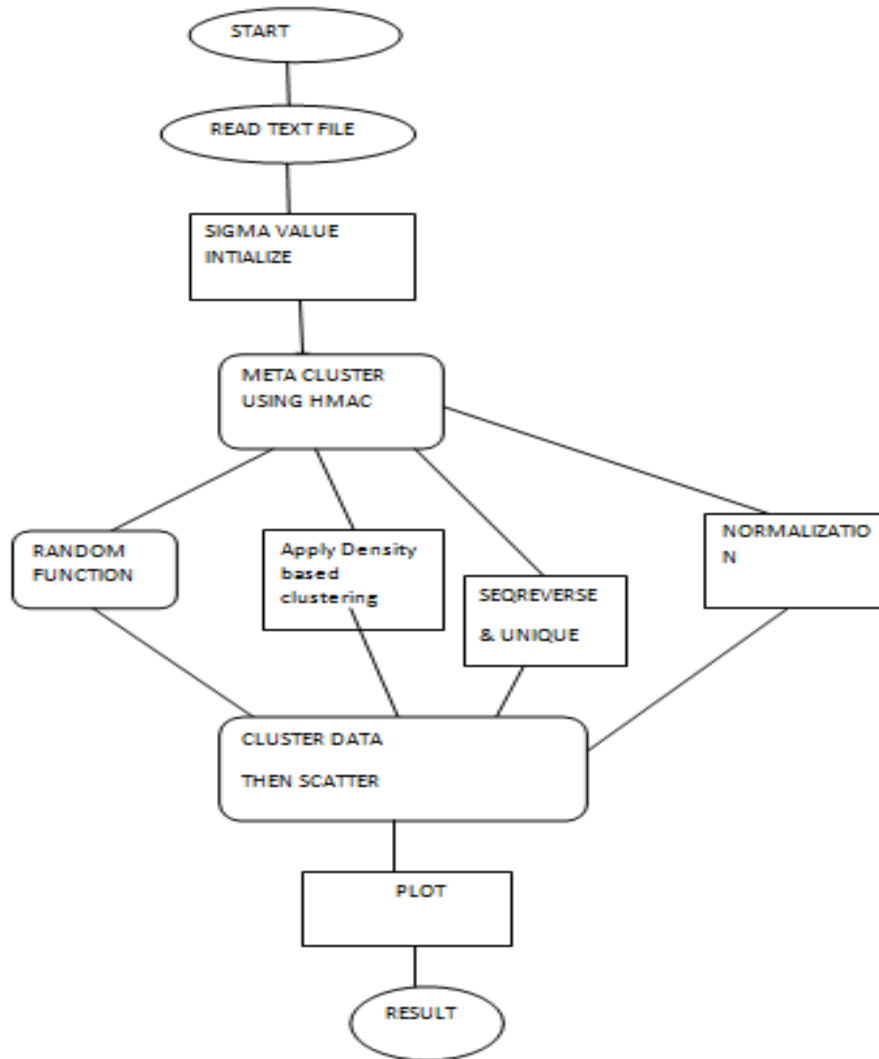 START
READ TEXT FILE
SIGMA VALUE
INTIALIZE
META CLUSTER
USING HMAC
RANDOM
FUNCTION
Apply Density
based
clustering
SEQREVERSE
& UNIQUE
NORMALIZATIO
N
CLUSTER DATA
THEN SCATTER
PLOT
RESULT